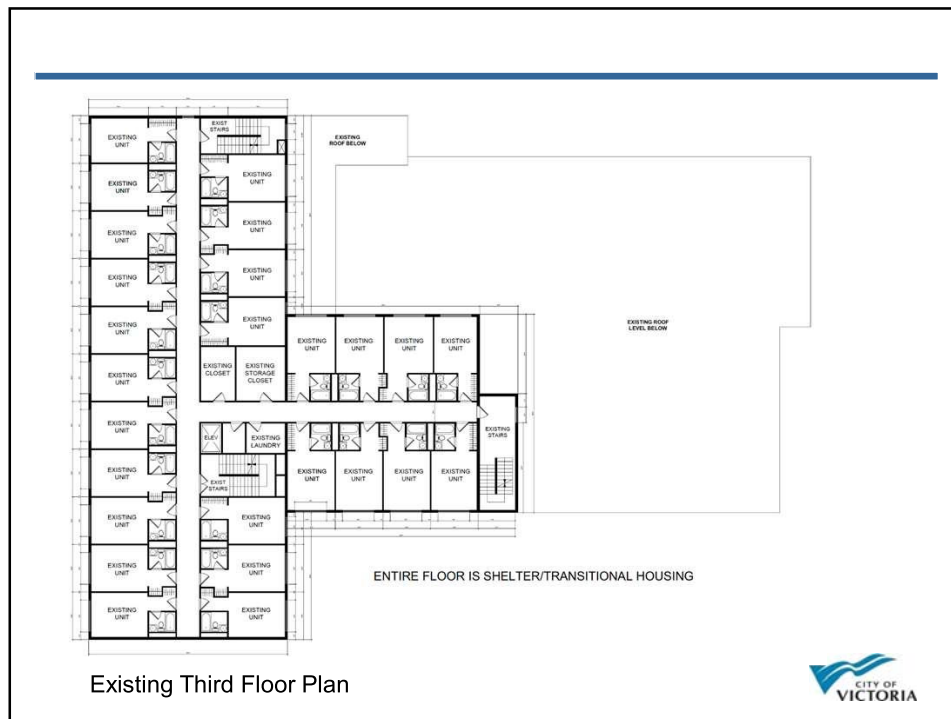 EXISTING
UNIT
EXIST
STAIRS
EXISTING
ROOF BELOW
EXISTING
UNIT
EXISTING
UNIT
EXISTING
UNIT
EXISTING
UNIT
EXISTING
UNIT
EXISTING
UNIT
EXISTING
UNIT
EXISTING
UNIT
EXISTING ROOF
LEVEL BELOW
EXISTING
UNIT
EXISTING
UNIT
EXISTING
UNIT
EXISTING
UNIT
EXISTING
UNIT
EXISTING
CLOSET
EXISTING
STORAGE
CLOSET
EXISTING
UNIT
ELEV
EXISTING
LAUNDRY
EXISTING
STAIRS
EXISTING
UNIT
EXIST
STAIRS
EXISTING
UNIT
EXISTING
UNIT
EXISTING
UNIT
EXISTING
UNIT
EXISTING
UNIT
EXISTING
UNIT
EXISTING
UNIT
EXISTING
UNIT
EXISTING
UNIT
EXISTING
UNIT
ENTIRE FLOOR IS SHELTER/TRANSITIONAL HOUSING
Existing Third Floor Plan
CITY OF
VICTORIA